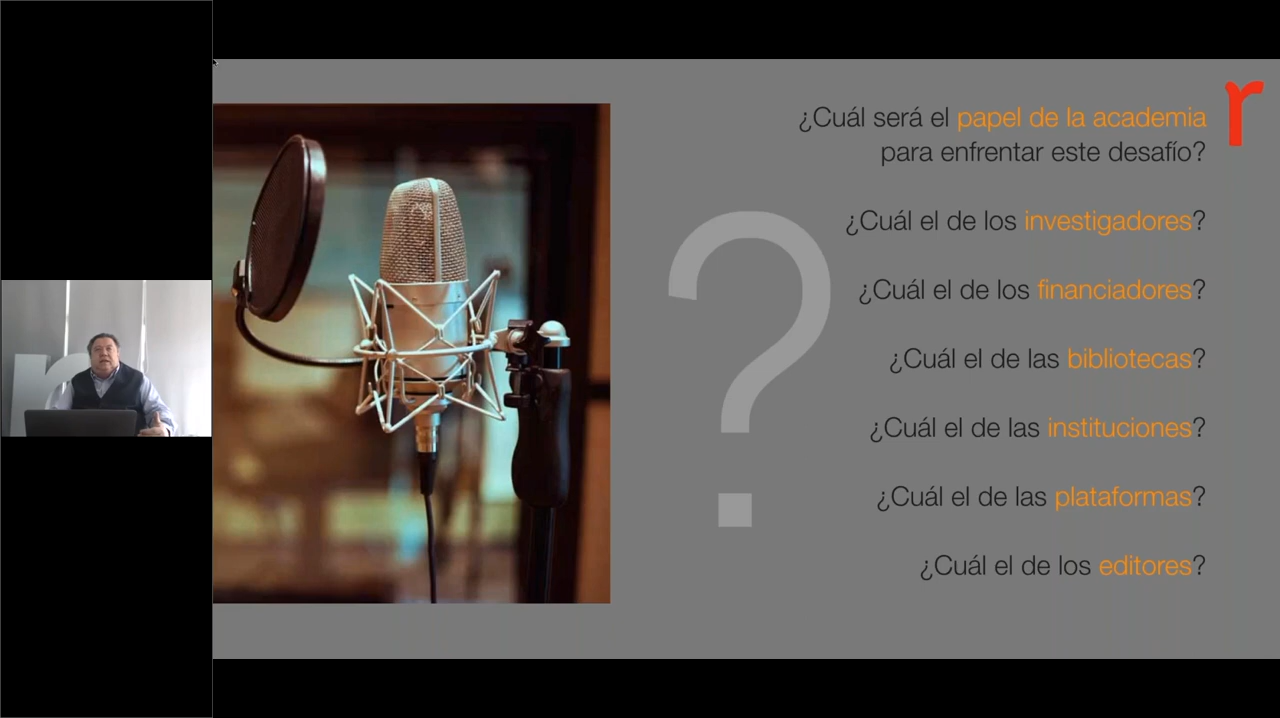 ¿Cuál será el papel de la academia
para enfrentar este desafío?
¿Cuál el de los investigadores?
¿Cuál el de los financiadores?
¿Cuál el de las bibliotecas?
¿Cuál el de las instituciones?
¿Cuál el de las plataformas?
¿Cuál el de los editores?
?
r